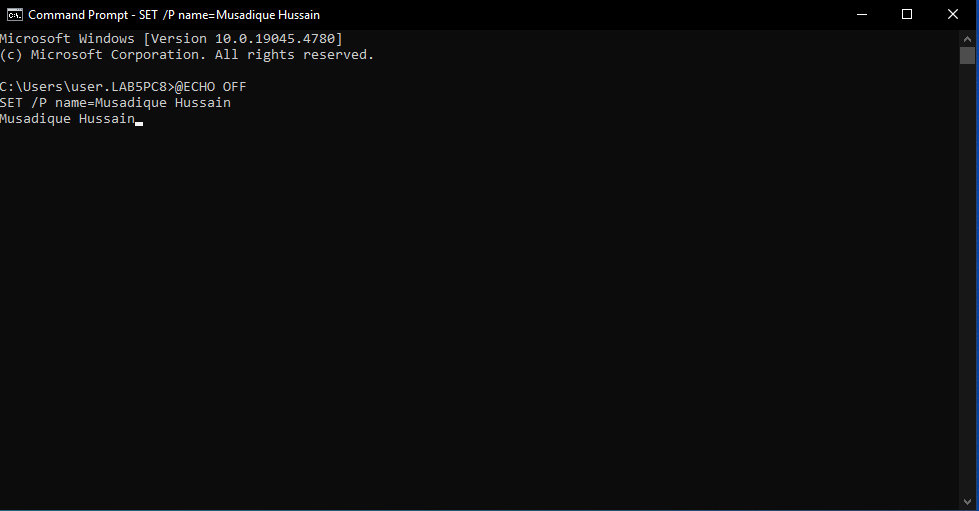 Command Prompt - SET /P name=Musadique Hussain
Microsoft Windows [Version 10.0.19045.4780]
(c) Microsoft Corporation. All rights reserved.
C:\Users\user.LAB5PC8>@ECHO OFF
SET /P name=Musadique Hussain
Musadique Hussain